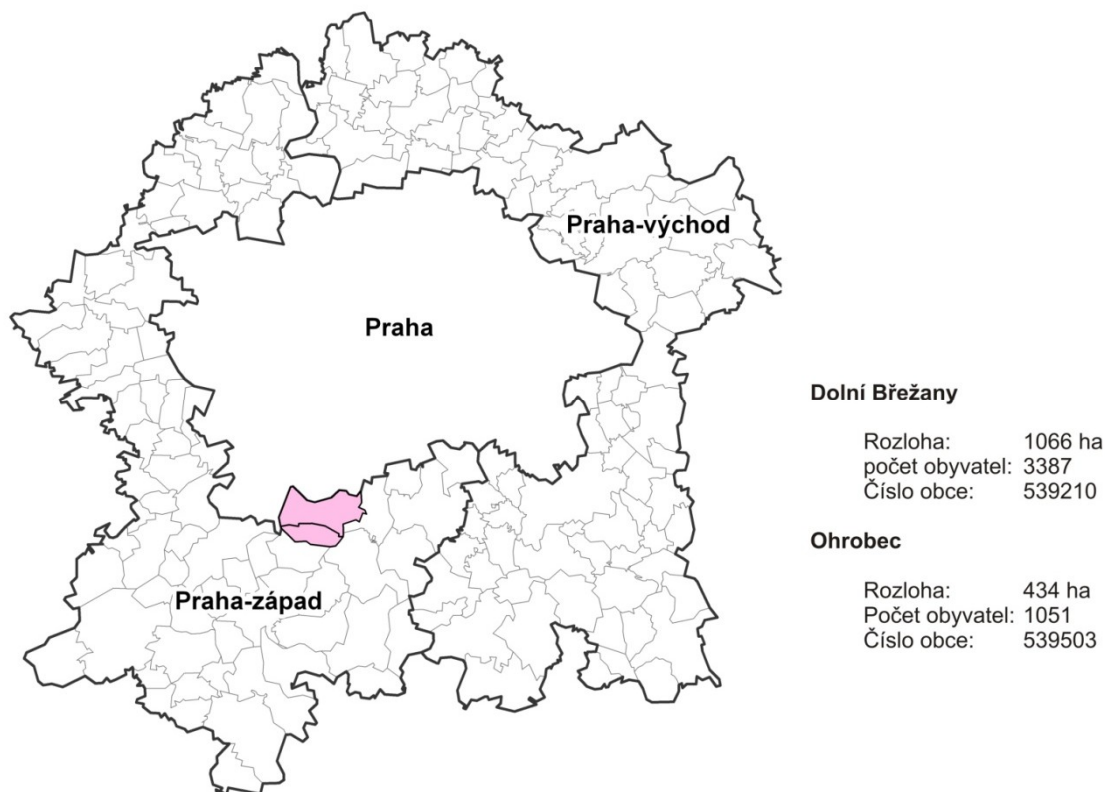 Praha-východ
Praha
Praha-západ
Dolní Břežany
Rozloha: 1066 ha
počet obyvatel: 3387
Číslo obce: 539210
Ohrobec
Rozloha: 434 ha
Počet obyvatel: 1051
Číslo obce: 539503